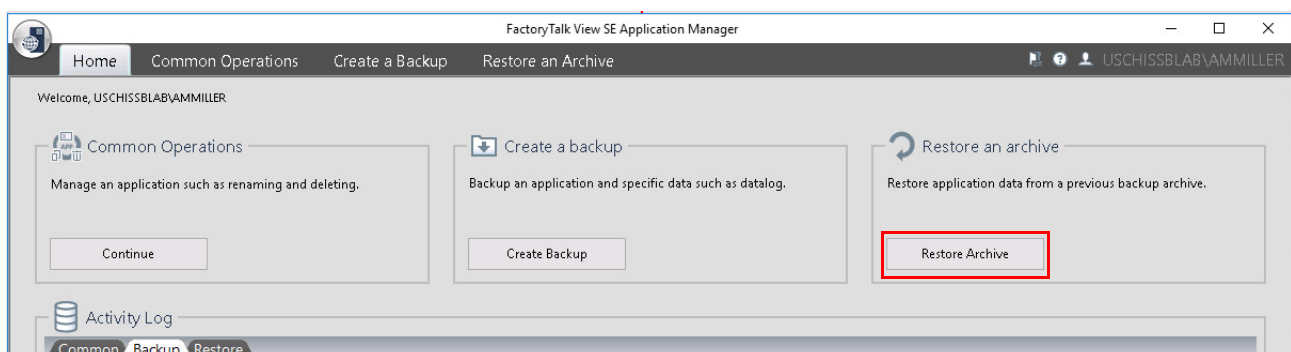 FactoryTalk View SE Application Manager
Home Common Operations Create a Backup Restore an Archive USCHISSBLAB\AMMILLER
Welcome, USCHISSBLAB\AMMILLER
Common Operations
Manage an application such as renaming and deleting.
Continue
Create a backup
Backup an application and specific data such as datalog.
Create Backup
Restore an archive
Restore application data from a previous backup archive.
Restore Archive
Activity Log
Common Backup Restore